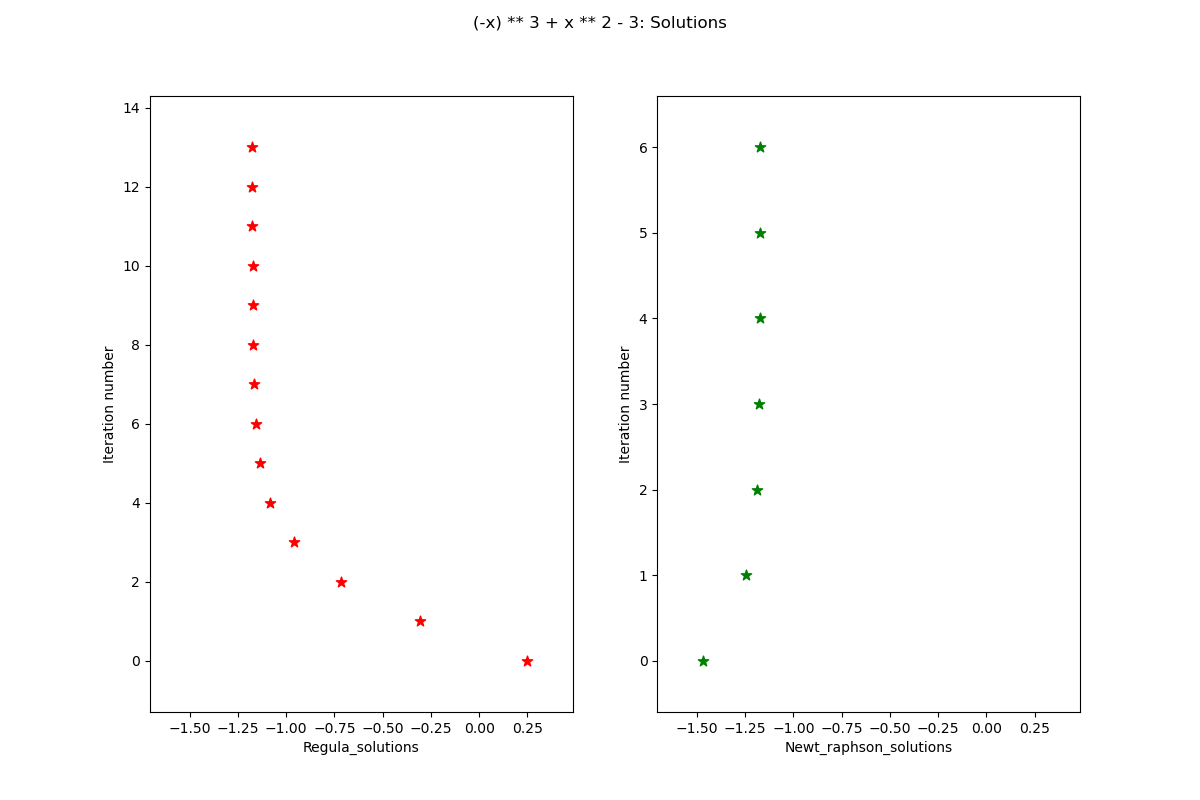 (-x) ** 3 + x ** 2 - 3: Solutions
14
12
10
8
6
4
2
0
Iteration number
−1.50 −1.25 −1.00 −0.75 −0.50 −0.25 0.00 0.25
Regula_solutions
6
5
4
3
2
1
0
Iteration number
−1.50 −1.25 −1.00 −0.75 −0.50 −0.25 0.00 0.25
Newt_raphson_solutions